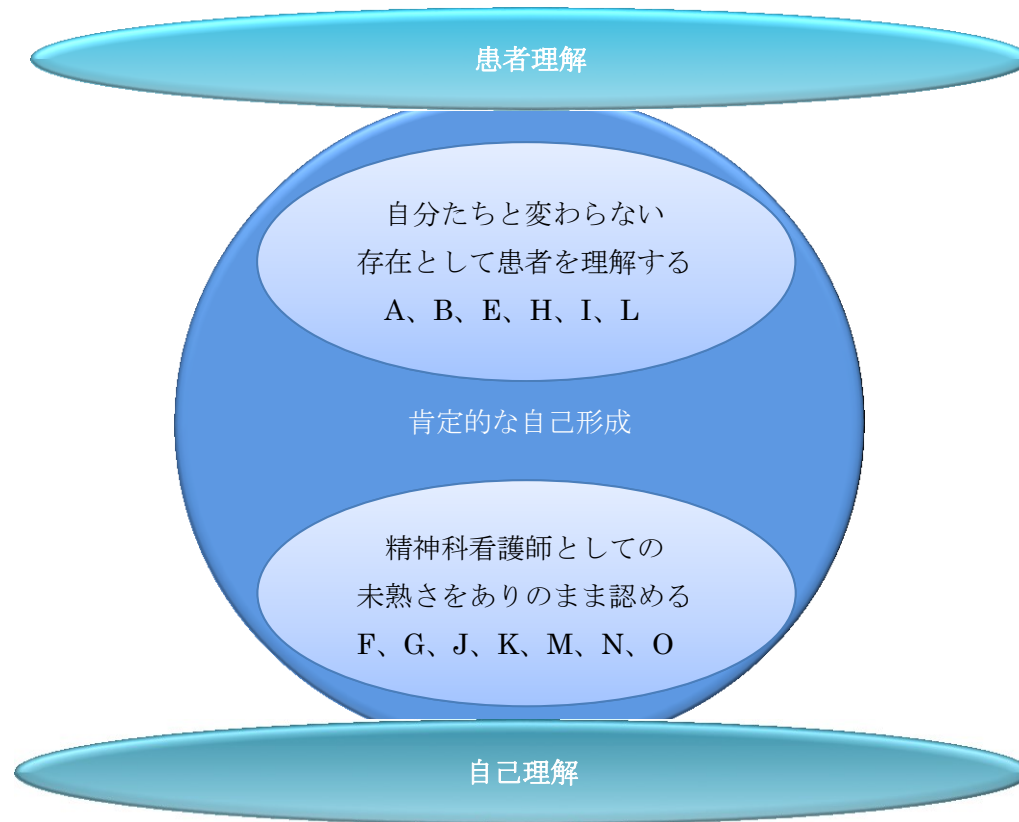 患者理解
自分たちと変わらない
存在として患者を理解する
A、B、E、H、I、L
肯定的な自己形成
精神科看護師としての
未熟さをありのまま認める
F、G、J、K、M、N、O
自己理解